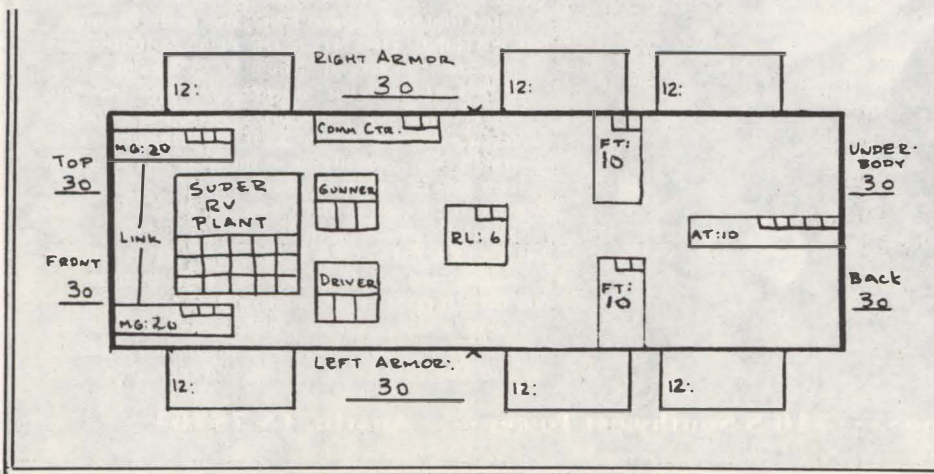 RIGHT ARMOR
30
12:
12:
12:
MG:20
COMM CTR.
FT:
10
TOP
30
UNDER-
BODY
30
SUPER
RV
PLANT
GUNNER
LINK
RL:6
AT:10
FRONT
30
DRIVER
FT:
10
BACK
30
MG:20
LEFT ARMOR:
30
12:
12:
12: